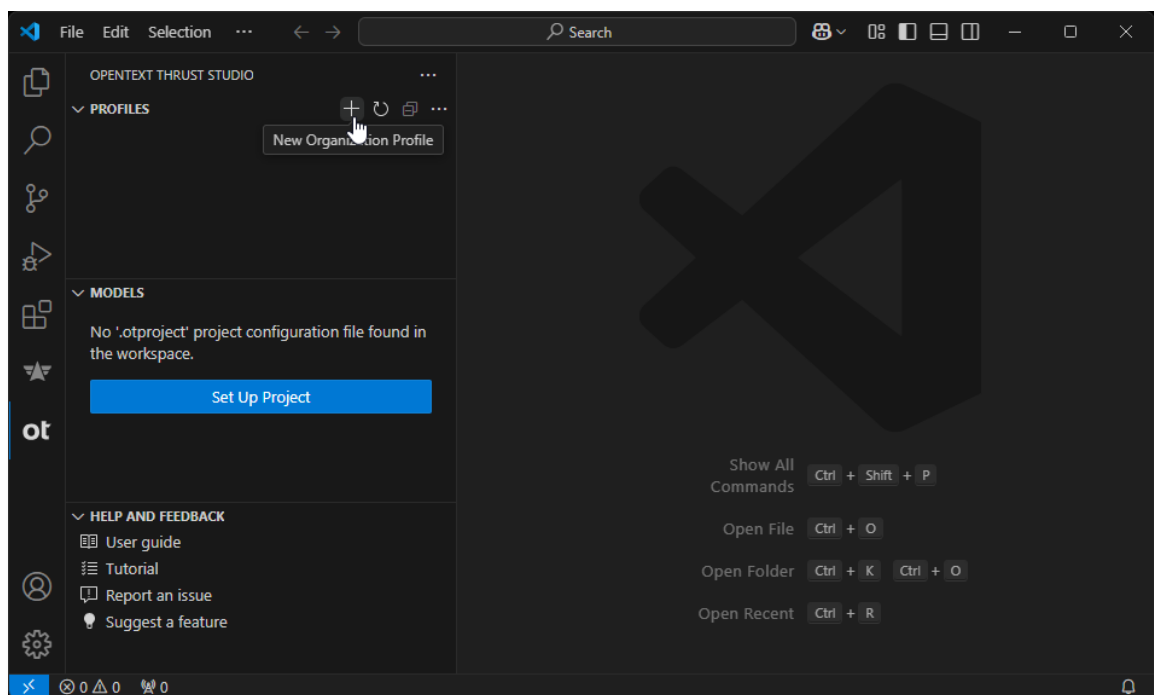 File Edit Selection ··· Search
OPENTEXT THRUST STUDIO
PROFILES
New Organization Profile
MODELS
No '.otproject' project configuration file found in
the workspace.
Set Up Project
ot
Show All
Commands Ctrl + Shift + P
Open File Ctrl + O
Open Folder Ctrl + K Ctrl + O
Open Recent Ctrl + R
HELP AND FEEDBACK
User guide
Tutorial
Report an issue
Suggest a feature
0 0 0